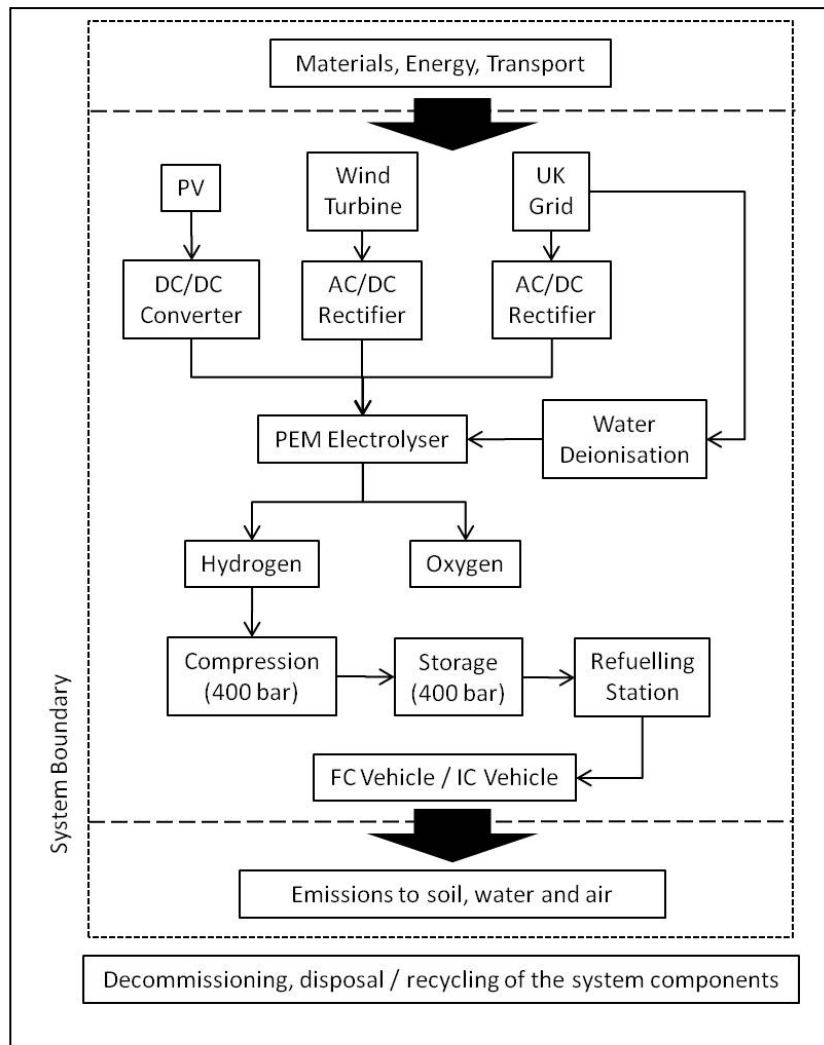 Materials, Energy, Transport
PV
Wind
Turbine
UK
Grid
DC/DC
Converter
AC/DC
Rectifier
AC/DC
Rectifier
PEM Electrolyser
Water
Deionisation
Hydrogen
Oxygen
Compression
(400 bar)
Storage
(400 bar)
Refuelling
Station
FC Vehicle / IC Vehicle
System Boundary
Emissions to soil, water and air
Decommissioning, disposal / recycling of the system components